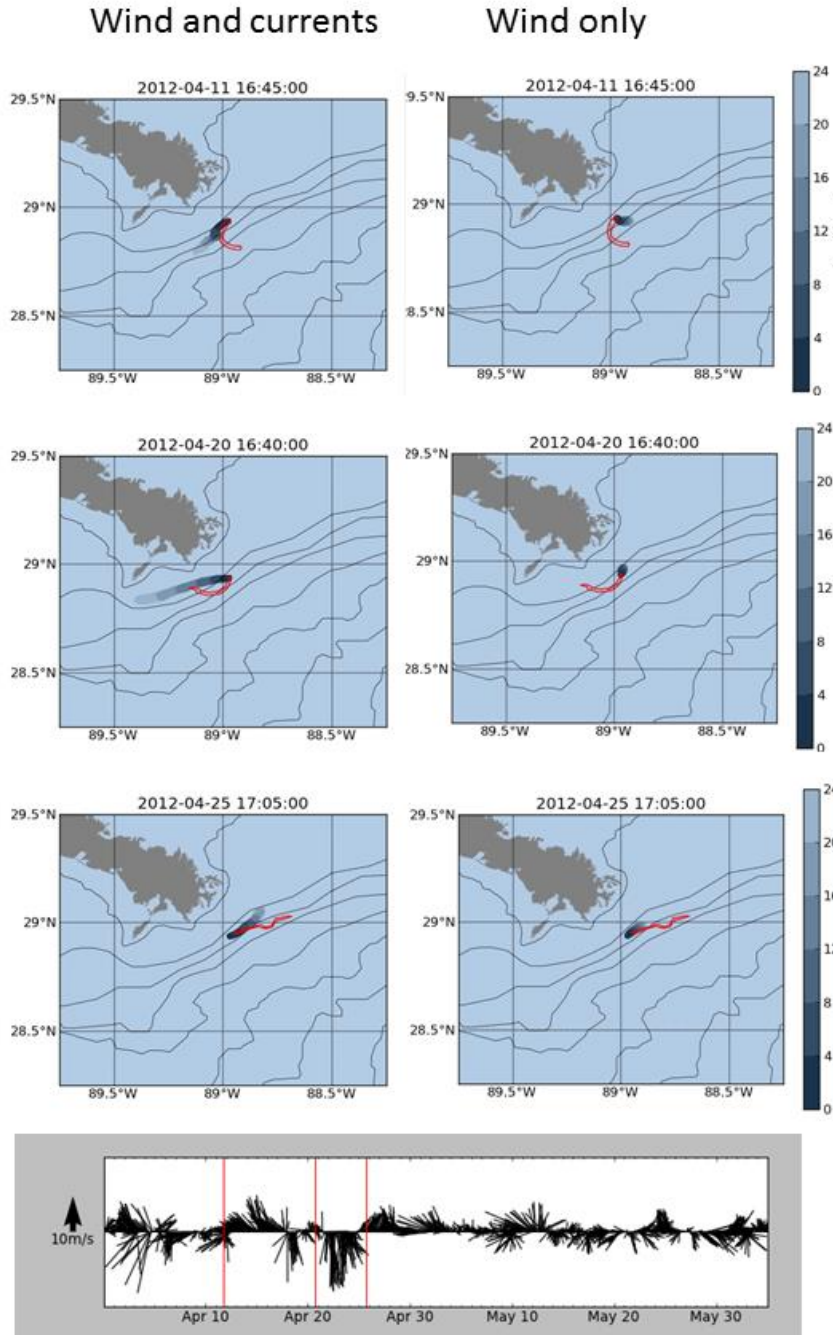 Wind and currents Wind only
2012-04-11 16:45:00 2012-04-11 16:45:00
29.5°N 9.5°N 24
20
29°N 29°N 16
12
8
28.5°N 8.5°N 4
0
89.5°W 89°W 88.5°W 89.5°W 89°W 88.5°W
2012-04-20 16:40:00 2012-04-20 16:40:00
29.5°N 9.5°N 24
20
29°N 29°N 16
12
8
28.5°N 8.5°N 4
0
89.5°W 89°W 88.5°W 89.5°W 89°W 88.5°W
2012-04-25 17:05:00 2012-04-25 17:05:00
29.5°N 29.5°N 24
20
29°N 29°N 16
12
8
28.5°N 28.5°N 4
0
89.5°W 89°W 88.5°W 89.5°W 89°W 88.5°W
10m/s
Apr 10 Apr 20 Apr 30 May 10 May 20 May 30